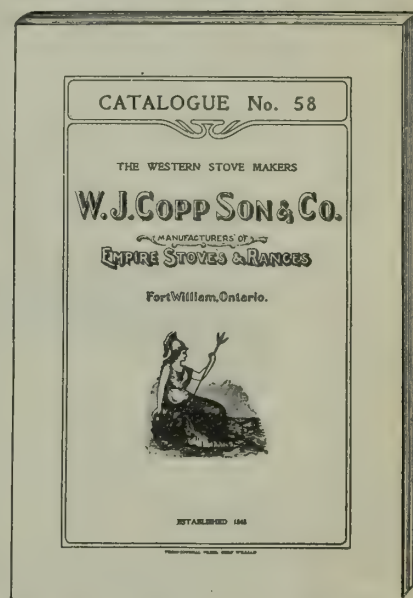 CATALOGUE No. 58
THE WESTERN STOVE MAKERS
W.J. COPP SON & CO.
MANUFACTURERS OF
EMPIRE STOVES & RANGES
Fort William, Ontario.
ESTABLISHED